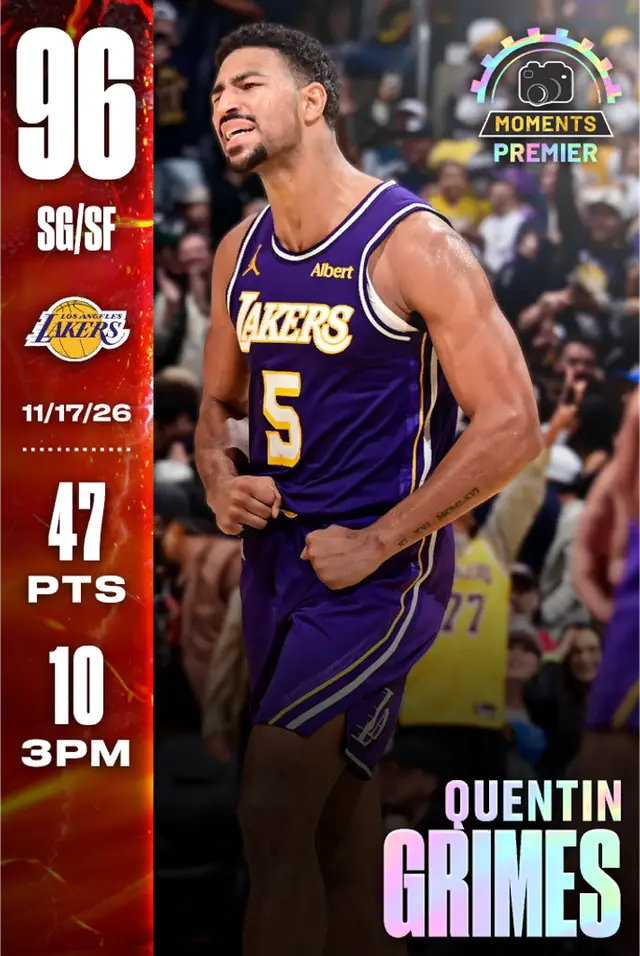 96
SG/SF
LOS ANGELES
LAKERS
11/17/26
47
PTS
10
3PM
MOMENTS
PREMIER
Albert
LAKERS
5
77
QUENTIN
GRIMES